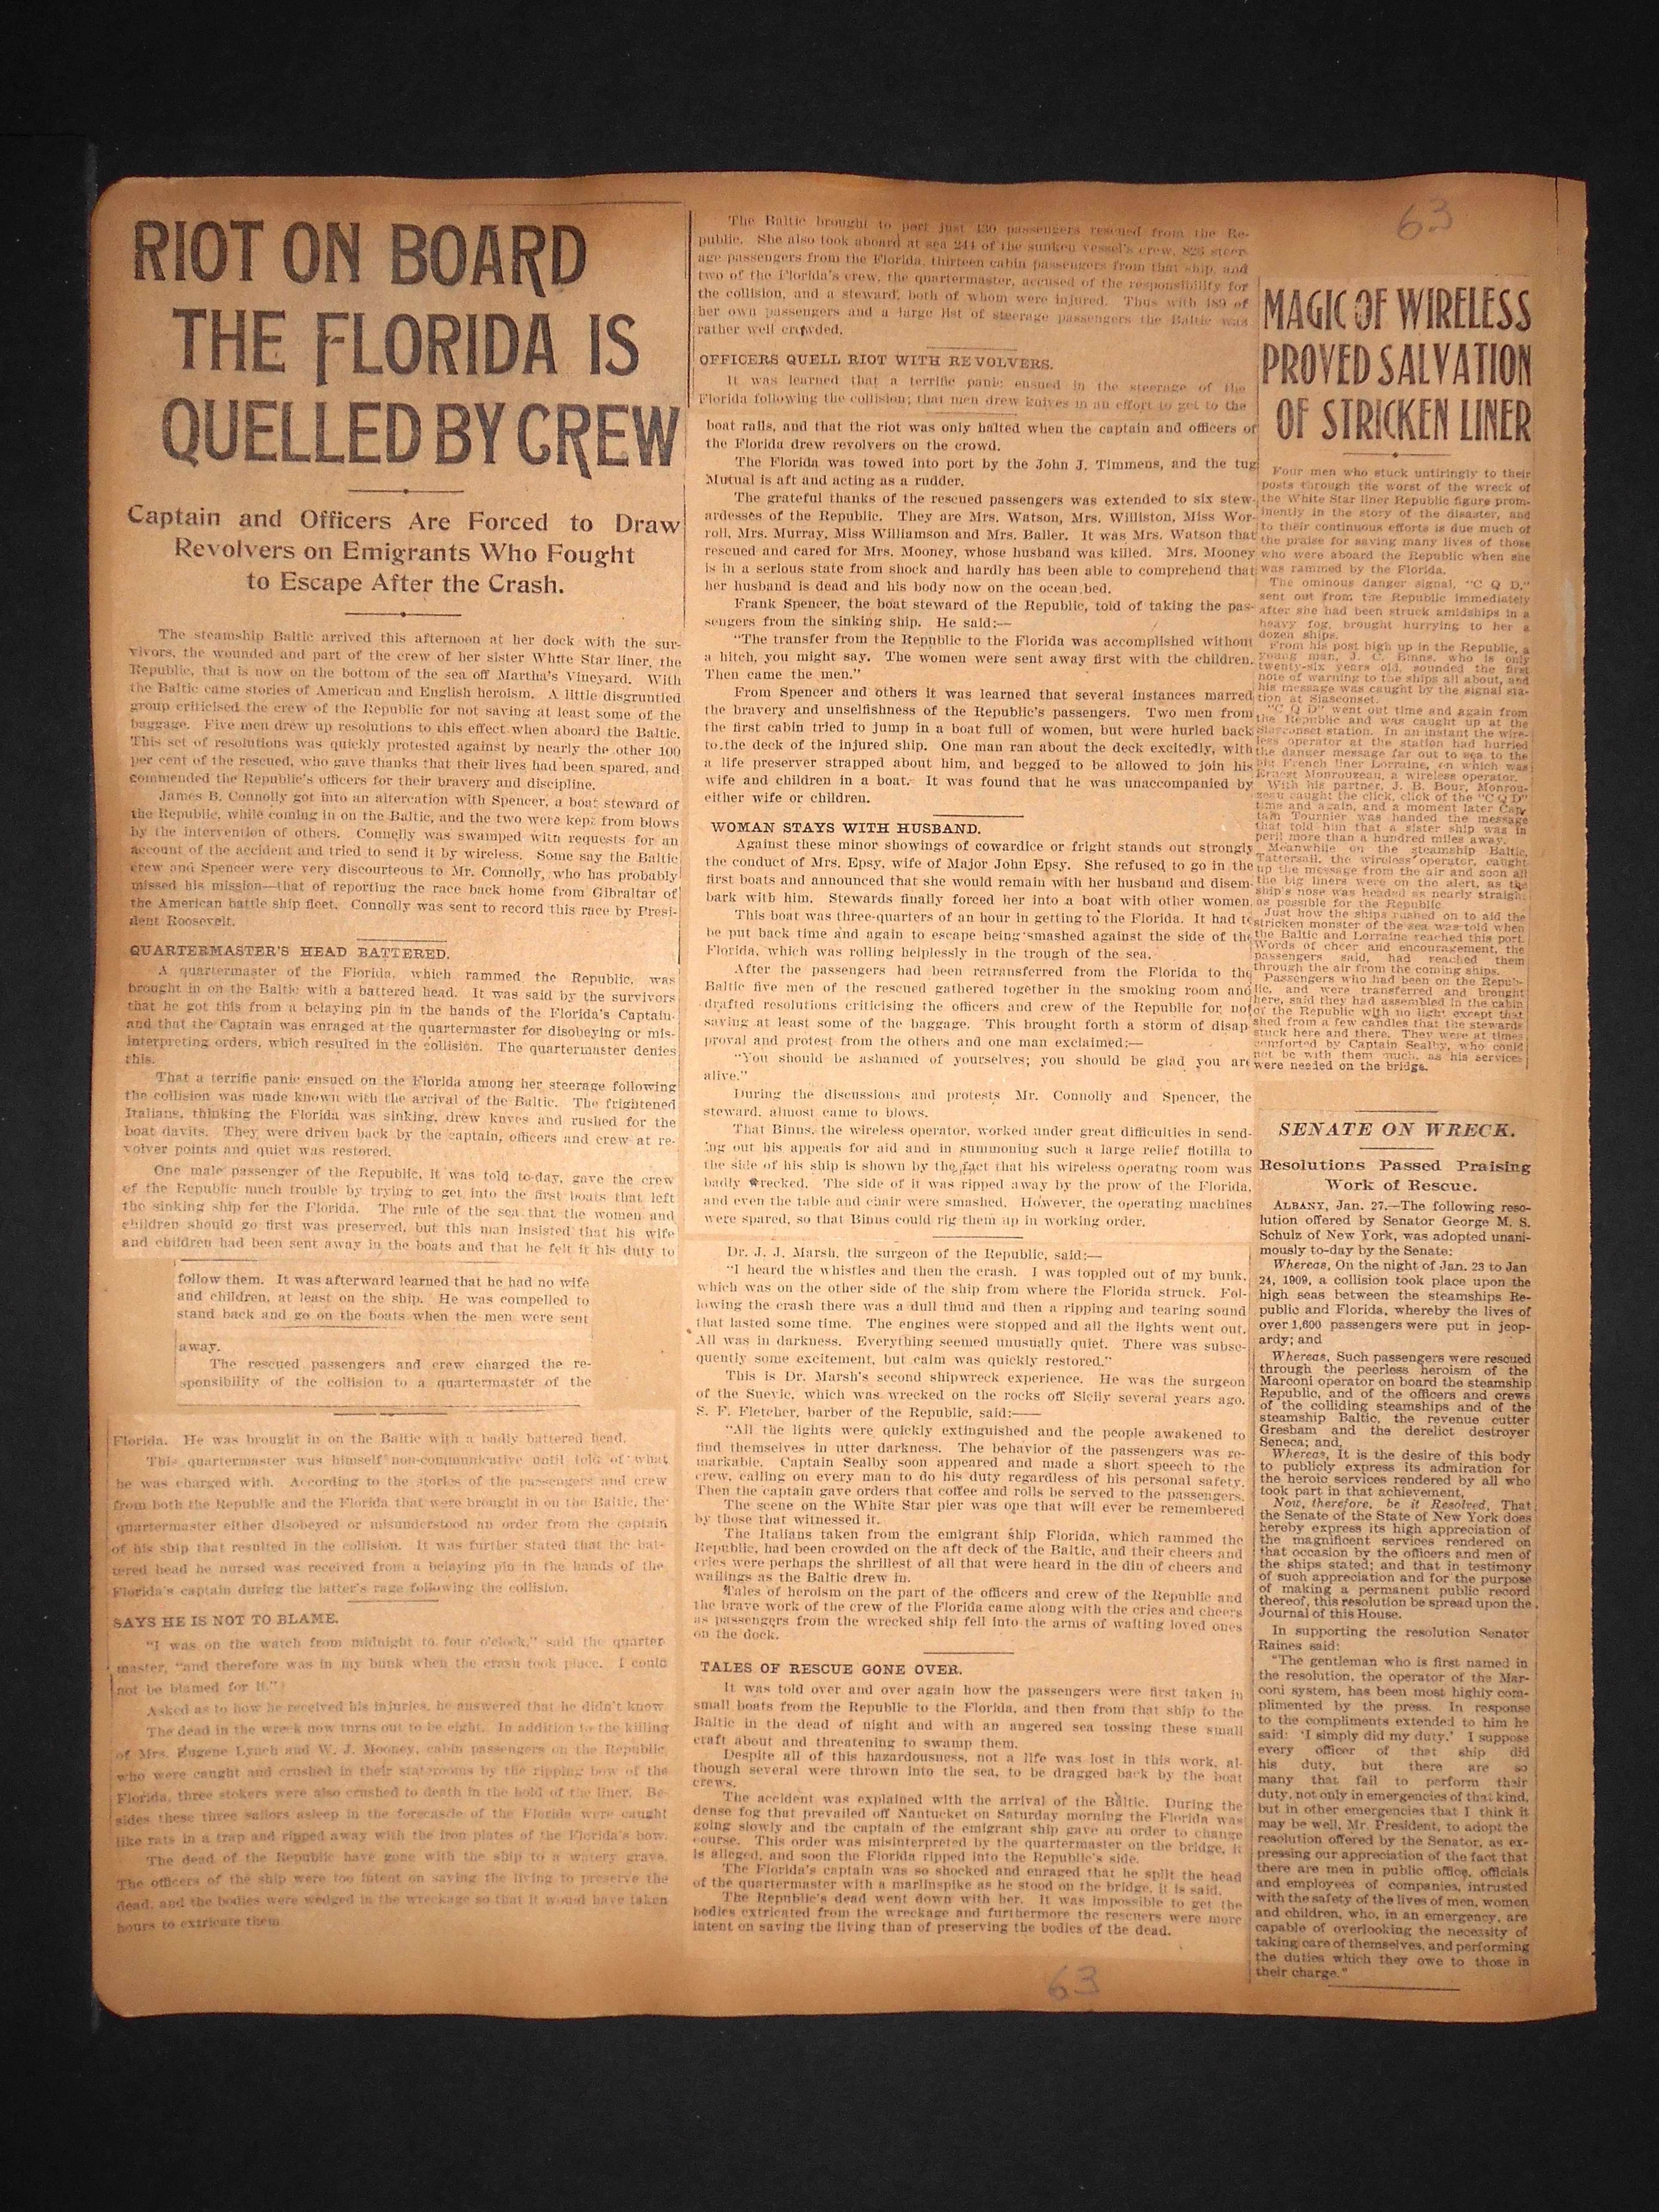 63
RIOT ON BOARD
THE FLORIDA IS
QUELLED BY CREW
Captain and Officers Are Forced to Draw
Revolvers on Emigrants Who Fought
to Escape After the Crash.
The steamship Baltic arrived this afternoon at her dock with the sur-
vivors, the wounded and part of the crew of her sister White Star liner, the
Republic, that is now on the bottom of the sea off Martha's Vineyard. With
the Baltic came stories of American and English heroism. A little disgruntled
group criticised the crew of the Republic for not saving at least some of the
baggage. Five men drew up resolutions to this effect when aboard the Baltic.
This set of resolutions was quickly protested against by nearly the other 100
per cent of the rescued, who gave thanks that their lives had been spared, and
commended the Republic's officers for their bravery and discipline.
James B. Connolly got into an altercation with Spencer, a boat steward of
the Republic, while coming in on the Baltic, and the two were kept from blows
by the intervention of others. Connelly was swamped with requests for an
account of the accident and tried to send it by wireless. Some say the Baltic
crew and Spencer were very discourteous to Mr. Connolly, who has probably
missed his mission—that of reporting the race back home from Gibraltar of
the American battle ship fleet. Connolly was sent to record this race by Presi-
dent Roosevelt.
QUARTERMASTER'S HEAD BATTERED.
A quartermaster of the Florida, which rammed the Republic, was
brought in on the Baltic with a battered head. It was said by the survivors
that he got this from a belaying pin in the hands of the Florida's Captain
and that the Captain was enraged at the quartermaster for disobeying or mis-
interpreting orders, which resulted in the collision. The quartermaster denies
this.
That a terrific panic ensued on the Florida among her steerage following
the collision was made known with the arrival of the Baltic. The frightened
Italians, thinking the Florida was sinking, drew knves and rushed for the
boat davits. They were driven back by the captain, officers and crew at re-
volver points and quiet was restored.
One male passenger of the Republic, it was told to-day, gave the crew
of the Republic much trouble by trying to get into the first boats that left
the sinking ship for the Florida. The rule of the sea that the women and
children should go first was preserved, but this man insisted that his wife
and children had been sent away in the boats and that he felt it his duty to
follow them. It was afterward learned that he had no wife
and children, at least on the ship. He was compelled to
stand back and go on the boats when the men were sent
away.
The rescued passengers and crew charged the re-
sponsibility of the collision to a quartermaster of the
Florida. He was brought in on the Baltic with a badly battered head.
This quartermaster was himself non-communicative until told of what
he was charged with. According to the stories of the passengers and crew
from both the Republic and the Florida that were brought in on the Baltic, the
quartermaster either disobeyed or misunderstood an order from the captain
of his ship that resulted in the collision. It was further stated that the bat-
tered head he nursed was received from a belaying pin in the hands of the
Florida's captain during the latter's rage following the collision.
SAYS HE IS NOT TO BLAME.
"I was on the watch from midnight to four o'clock," said the quarter-
master, "and therefore was in my bunk when the crash took place. I could
not be blamed for it."
Asked as to how he received his injuries, he answered that he didn't know
The dead in the wreck now turns out to be eight. In addition to the killing
of Mrs. Eugene Lynch and W. J. Mooney, cabin passengers on the Republic,
who were caught and crushed in their staterooms by the ripping bow of the
Florida, three stokers were also crushed to death in the hold of the liner. Be-
sides these three sailors asleep in the forecastle of the Florida were caught
like rats in a trap and ripped away with the iron plates of the Florida's bow.
The dead of the Republic have gone with the ship to a watery grave.
The officers of the ship were too intent on saving the living to preserve the
dead, and the bodies were wedged in the wreckage so that it would have taken
hours to extricate them
The Baltic brought to port just 430 passengers rescued from the Re-
public. She also took aboard at sea 244 of the sunken vessel's crew, 826 steer-
age passengers from the Florida, thirteen cabin passengers from that ship, and
two of the Florida's crew, the quartermaster, accused of the responsibility for
the collision, and a steward, both of whom were injured. Thus with 189 of
her own passengers and a large list of steerage passengers the Baltic was
rather well crowded.
OFFICERS QUELL RIOT WITH REVOLVERS.
It was learned that a terrific panic ensued in the steerage of the
Florida following the collision; that men drew knives in an effort to get to the
boat rails, and that the riot was only halted when the captain and officers of
the Florida drew revolvers on the crowd.
The Florida was towed into port by the John J. Timmens, and the tug
Mutual is aft and acting as a rudder.
The grateful thanks of the rescued passengers was extended to six stew-
ardesses of the Republic. They are Mrs. Watson, Mrs. Williston, Miss Wor-
roll, Mrs. Murray, Miss Williamson and Mrs. Baller. It was Mrs. Watson that
rescued and cared for Mrs. Mooney, whose husband was killed. Mrs. Mooney
is in a serious state from shock and hardly has been able to comprehend that
her husband is dead and his body now on the ocean bed.
Frank Spencer, the boat steward of the Republic, told of taking the pas-
sengers from the sinking ship. He said:—
"The transfer from the Republic to the Florida was accomplished without
a hitch, you might say. The women were sent away first with the children.
Then came the men."
From Spencer and others it was learned that several instances marred
the bravery and unselfishness of the Republic's passengers. Two men from
the first cabin tried to jump in a boat full of women, but were hurled back
to the deck of the injured ship. One man ran about the deck excitedly, with
a life preserver strapped about him, and begged to be allowed to join his
wife and children in a boat. It was found that he was unaccompanied by
either wife or children.
WOMAN STAYS WITH HUSBAND.
Against these minor showings of cowardice or fright stands out strongly
the conduct of Mrs. Epsy, wife of Major John Epsy. She refused to go in the
first boats and announced that she would remain with her husband and disem-
bark with him. Stewards finally forced her into a boat with other women.
This boat was three-quarters of an hour in getting to the Florida. It had to
be put back time and again to escape being smashed against the side of the
Florida, which was rolling helplessly in the trough of the sea.
After the passengers had been retransferred from the Florida to the
Baltic five men of the rescued gathered together in the smoking room and
drafted resolutions criticising the officers and crew of the Republic for not
saving at least some of the baggage. This brought forth a storm of disap
proval and protest from the others and one man exclaimed:—
"You should be ashamed of yourselves; you should be glad you are
alive."
During the discussions and protests Mr. Connolly and Spencer, the
steward, almost came to blows.
That Binns, the wireless operator, worked under great difficulties in send-
ing out his appeals for aid and in summoning such a large relief flotilla to
the side of his ship is shown by the fact that his wireless operatng room was
badly wrecked. The side of it was ripped away by the prow of the Florida,
and even the table and chair were smashed. However, the operating machines
were spared, so that Binns could rig them up in working order.
Dr. J. J. Marsh, the surgeon of the Republic, said:—
"I heard the whistles and then the crash. I was toppled out of my bunk,
which was on the other side of the ship from where the Florida struck. Fol-
lowing the crash there was a dull thud and then a ripping and tearing sound
that lasted some time. The engines were stopped and all the lights went out.
All was in darkness. Everything seemed unusually quiet. There was subse-
quently some excitement, but calm was quickly restored."
This is Dr. Marsh's second shipwreck experience. He was the surgeon
of the Suevic, which was wrecked on the rocks off Sicily several years ago.
S. F. Fletcher, barber of the Republic, said:—
"All the lights were quickly extinguished and the people awakened to
find themselves in utter darkness. The behavior of the passengers was re-
markable. Captain Sealby soon appeared and made a short speech to the
crew, calling on every man to do his duty regardless of his personal safety.
Then the captain gave orders that coffee and rolls be served to the passengers.
The scene on the White Star pier was one that will ever be remembered
by those that witnessed it.
The Italians taken from the emigrant ship Florida, which rammed the
Republic, had been crowded on the aft deck of the Baltic, and their cheers and
cries were perhaps the shrillest of all that were heard in the din of cheers and
wailings as the Baltic drew in.
Tales of heroism on the part of the officers and crew of the Republic and
the brave work of the crew of the Florida came along with the cries and cheers
as passengers from the wrecked ship fell into the arms of waiting loved ones
on the dock.
TALES OF RESCUE GONE OVER.
It was told over and over again how the passengers were first taken in
small boats from the Republic to the Florida, and then from that ship to the
Baltic in the dead of night and with an angered sea tossing these small
craft about and threatening to swamp them.
Despite all of this hazardousness, not a life was lost in this work, al-
though several were thrown into the sea, to be dragged back by the boat
crews.
The accident was explained with the arrival of the Baltic. During the
dense fog that prevailed off Nantucket on Saturday morning the Florida was
going slowly and the captain of the emigrant ship gave an order to change
course. This order was misinterpreted by the quartermaster on the bridge, it
is alleged, and soon the Florida ripped into the Republic's side.
The Florida's captain was so shocked and enraged that he split the head
of the quartermaster with a marlinspike as he stood on the bridge, it is said.
The Republic's dead went down with her. It was impossible to get the
bodies extricated from the wreckage and furthermore the rescuers were more
intent on saving the living than of preserving the bodies of the dead.
MAGIC OF WIRELESS
PROVED SALVATION
OF STRICKEN LINER
Four men who stuck untiringly to their
posts through the worst of the wreck of
the White Star liner Republic figure prom-
inently in the story of the disaster, and
to their continuous efforts is due much of
the praise for saving many lives of those
who were aboard the Republic when she
was rammed by the Florida.
The ominous danger signal, "C Q D,"
sent out from the Republic immediately
after she had been struck amidships in a
heavy fog, brought hurrying to her a
dozen ships.
From his post high up in the Republic, a
young man, J. C. Binns, who is only
twenty-six years old, sounded the first
note of warning to the ships all about, and
his message was caught by the signal sta-
tion at Siasconset.
"C Q D" went out time and again from
the Republic and was caught up at the
Siasconset station. In an instant the wire-
less operator at the station had hurried
the danger message far out to sea to the
big French liner Lorraine, on which was
Ernest Monrouzeau, a wireless operator.
With his partner, J. B. Bour, Monrou-
zeau caught the click, click of the "C Q D"
time and again, and a moment later Cap-
tain Tournier was handed the message
that told him that a sister ship was in
peril more than a hundred miles away.
Meanwhile on the steamship Baltic,
Tattersall, the wireless operator, caught
up the message from the air and soon all
the big liners were on the alert, as the
ship's nose was headed as nearly straight
as possible for the Republic.
Just how the ships rushed on to aid the
stricken monster of the sea was told when
the Baltic and Lorraine reached this port.
Words of cheer and encouragement, the
passengers said, had reached them
through the air from the coming ships.
Passengers who had been on the Repub-
lic, and were transferred and brought
here, said they had assembled in the cabin
of the Republic with no light except that
shed from a few candles that the stewards
stuck here and there. They were at times
comforted by Captain Sealby, who could
not be with them much, as his services
were needed on the bridge.
SENATE ON WRECK.
Resolutions Passed Praising
Work of Rescue.
ALBANY, Jan. 27.—The following reso-
lution offered by Senator George M. S.
Schulz of New York, was adopted unani-
mously to-day by the Senate:
Whereas, On the night of Jan. 23 to Jan
24, 1909, a collision took place upon the
high seas between the steamships Re-
public and Florida, whereby the lives of
over 1,600 passengers were put in jeop-
ardy; and
Whereas, Such passengers were rescued
through the peerless heroism of the
Marconi operator on board the steamship
Republic, and of the officers and crews
of the colliding steamships and of the
steamship Baltic, the revenue cutter
Gresham and the derelict destroyer
Seneca; and,
Whereas, It is the desire of this body
to publicly express its admiration for
the heroic services rendered by all who
took part in that achievement,
Now, therefore, be it Resolved, That
the Senate of the State of New York does
hereby express its high appreciation of
the magnificent services rendered on
that occasion by the officers and men of
the ships stated; and that in testimony
of such appreciation and for the purpose
of making a permanent public record
thereof, this resolution be spread upon the
Journal of this House.
In supporting the resolution Senator
Raines said:
"The gentleman who is first named in
the resolution, the operator of the Mar-
coni system, has been most highly com-
plimented by the press. In response
to the compliments extended to him he
said: 'I simply did my duty.' I suppose
every officer of that ship did
his duty, but there are so
many that fail to perform their
duty, not only in emergencies of that kind,
but in other emergencies that I think it
may be well, Mr. President, to adopt the
resolution offered by the Senator, as ex-
pressing our appreciation of the fact that
there are men in public office, officials
and employees of companies, intrusted
with the safety of the lives of men, women
and children, who, in an emergency, are
capable of overlooking the necessity of
taking care of themselves, and performing
the duties which they owe to those in
their charge."
63